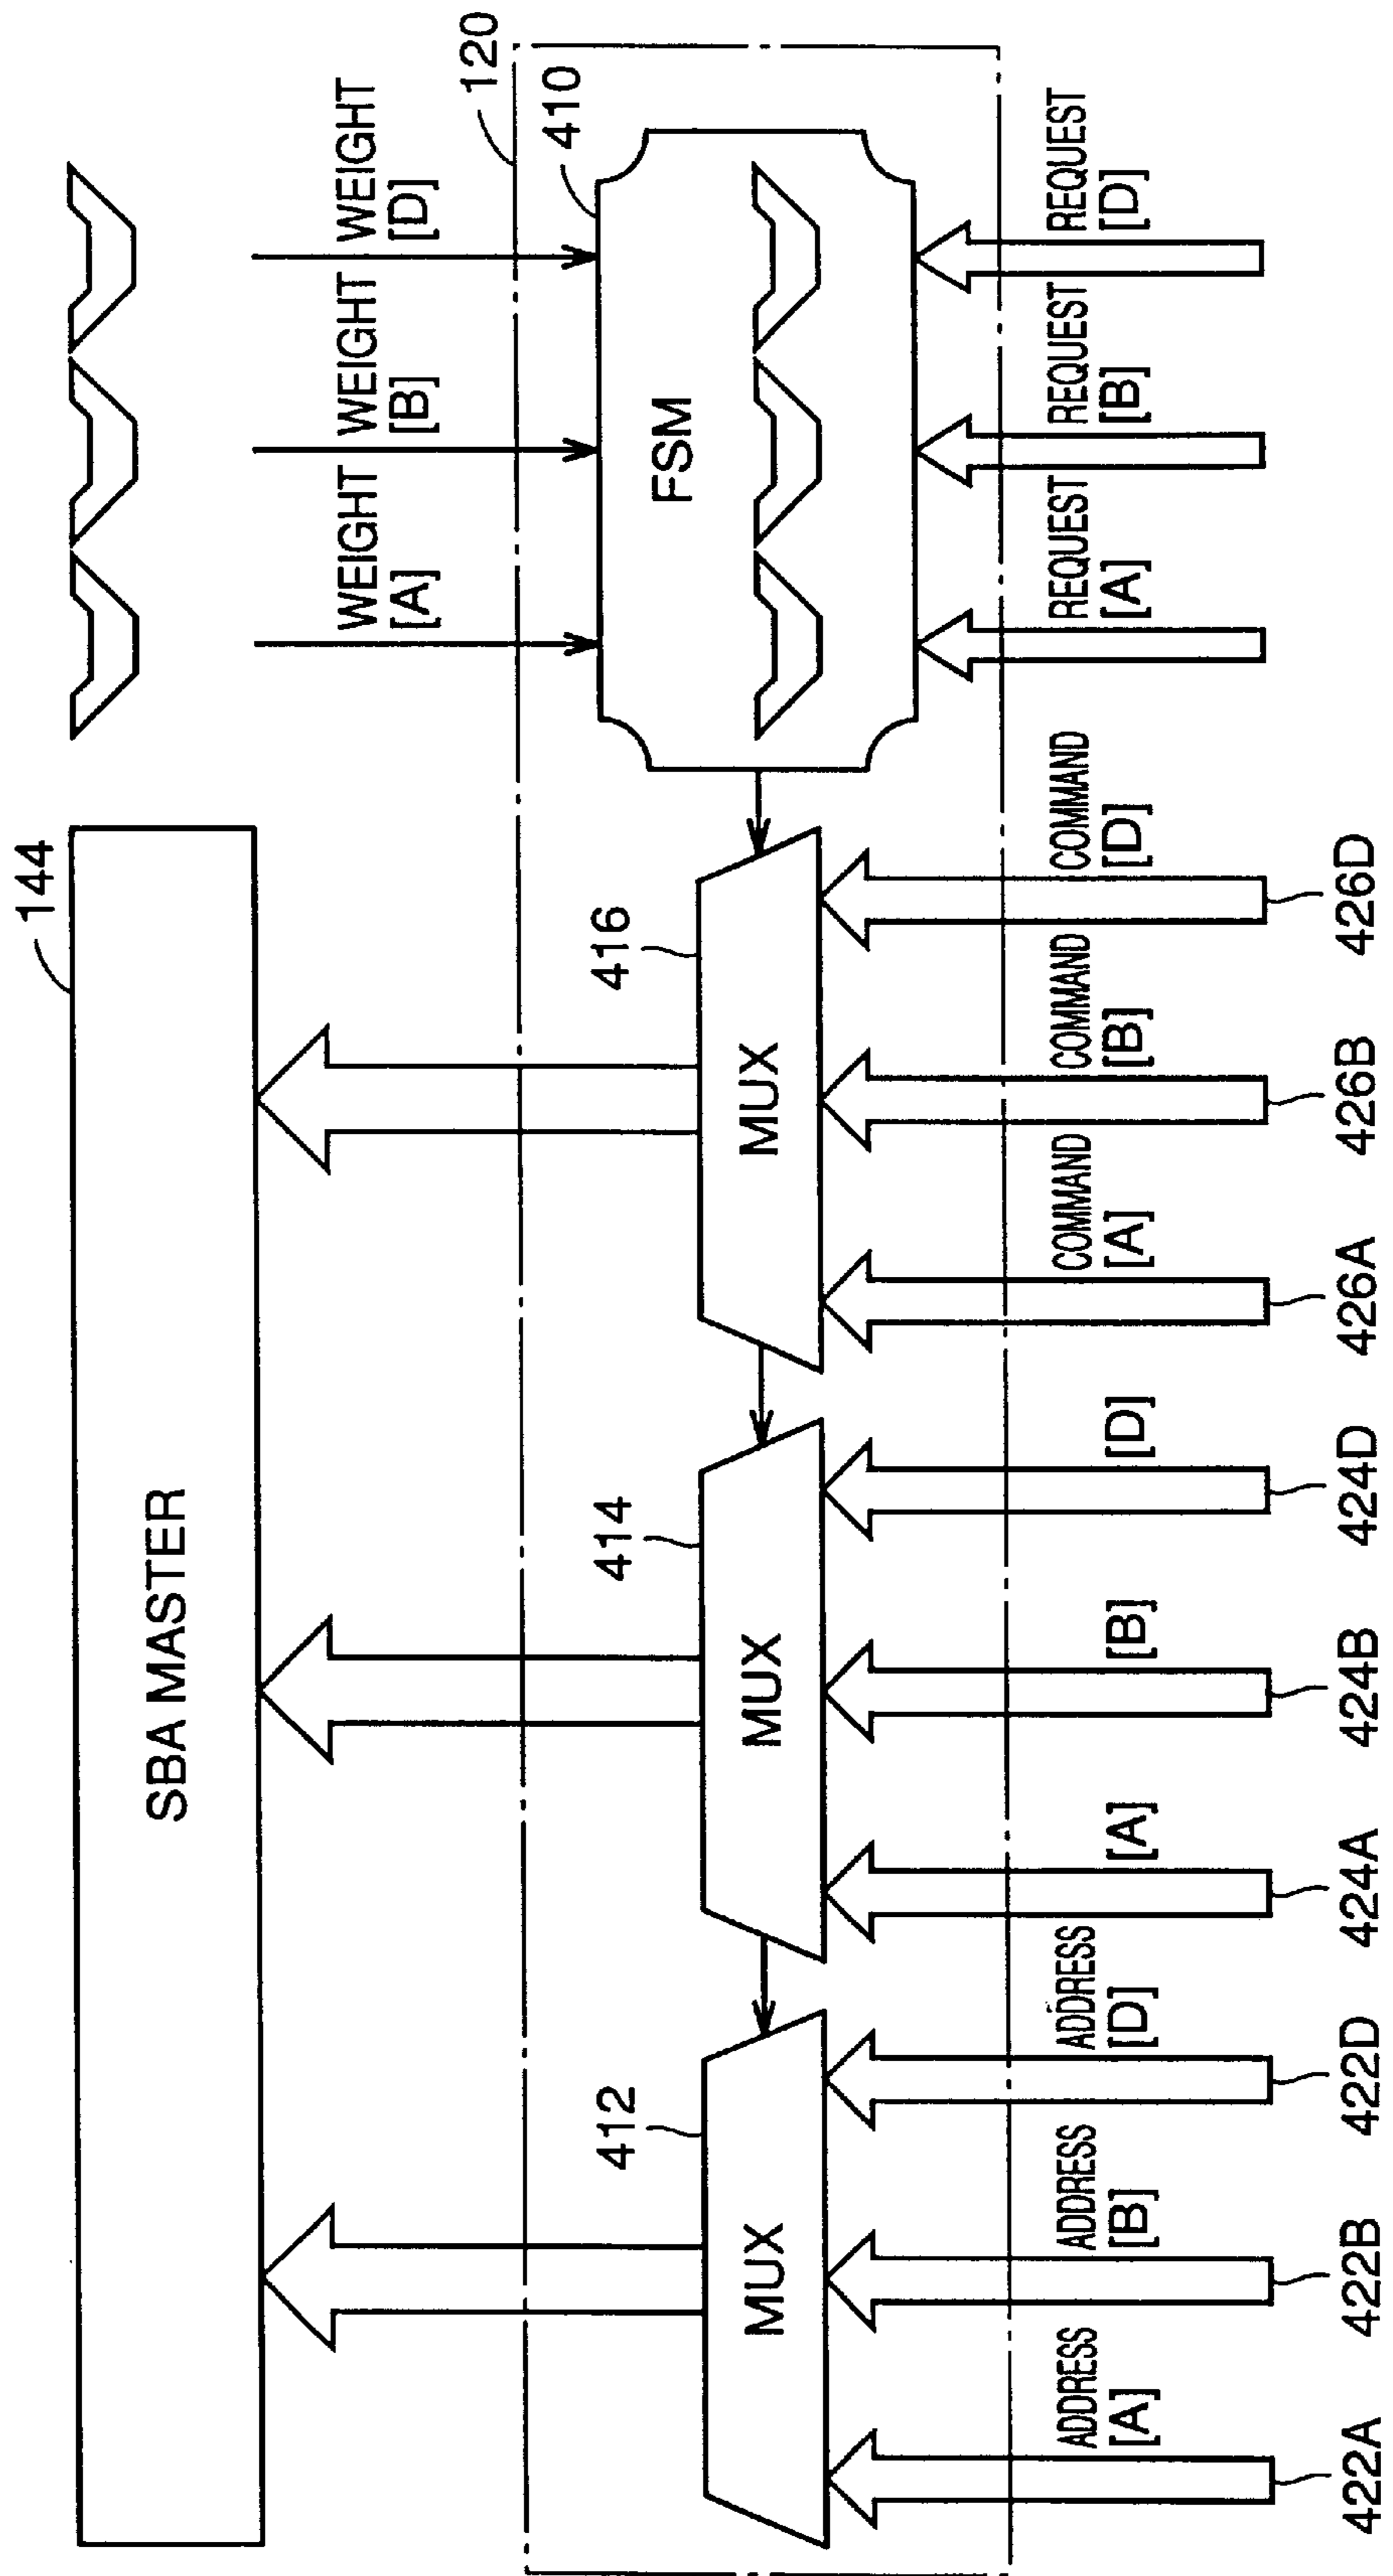 144
SBA MASTER
WEIGHT
[A]
WEIGHT
[B]
WEIGHT
[D]
120
412
MUX
414
MUX
416
MUX
410
FSM
ADDRESS
[A]
ADDRESS
[B]
ADDRESS
[D]
[A]
[B]
[D]
COMMAND
[A]
COMMAND
[B]
COMMAND
[D]
REQUEST
[A]
REQUEST
[B]
REQUEST
[D]
422A
422B
422D
424A
424B
424D
426A
426B
426D